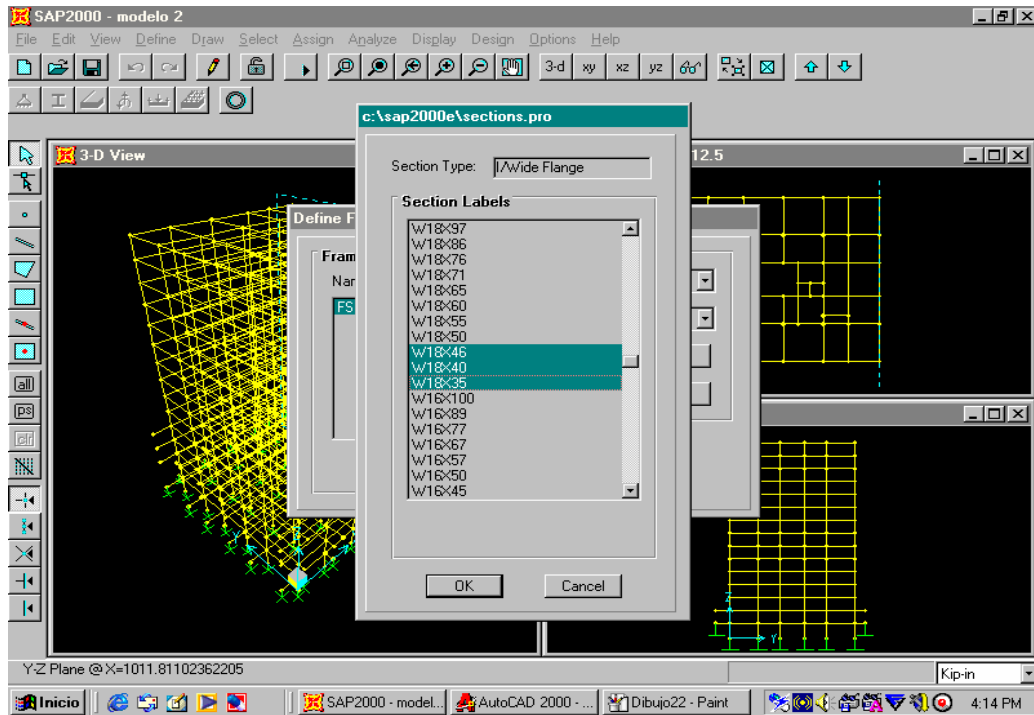 SAP2000 - modelo 2
File Edit View Define Draw Select Assign Analyze Display Design Options Help
3-d xy xz yz
c:\sap2000e\sections.pro
3-D View
12.5
Section Type: I/Wide Flange
Section Labels
Define F
Fram
Nar
FS
W18X97
W18X86
W18X76
W18X71
W18X65
W18X60
W18X55
W18X50
W18X46
W18X40
W18X35
W16X100
W16X89
W16X77
W16X67
W16X57
W16X50
W16X45
all
ps
clr
OK Cancel
Z
Y
Y-Z Plane @ X=1011.81102362205
Kip-in
Inicio SAP2000 - model... AutoCAD 2000 - ... Dibujo22 - Paint 4:14 PM